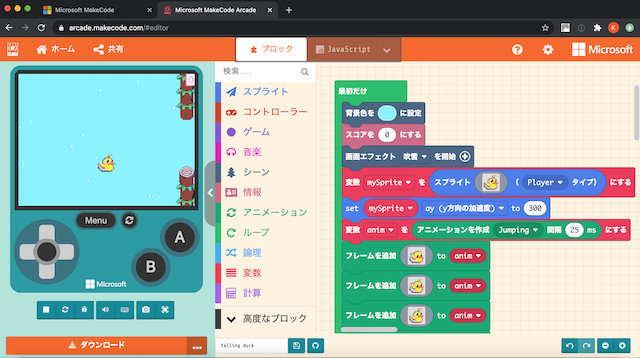 Microsoft MakeCode
Microsoft MakeCode Arcade
arcade.makecode.com/#editor
ホーム
共有
ブロック
JavaScript
Microsoft
0
Menu
A
B
Microsoft
ダウンロード
検索...
スプライト
コントローラー
ゲーム
音楽
シーン
情報
アニメーション
ループ
論理
変数
計算
高度なブロック
最初だけ
背景色を に設定
スコアを 0 にする
画面エフェクト 吹雪 を開始
変数 mySprite を スプライト ( Player タイプ) にする
set mySprite ay (y方向の加速度) to 300
変数 anim を アニメーションを作成 Jumping 間隔 25 ms にする
フレームを追加 to anim
フレームを追加 to anim
フレームを追加 to anim
falling duck